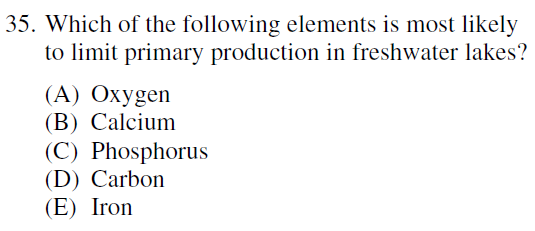 35. Which of the following elements is most likely
to limit primary production in freshwater lakes?
(A) Oxygen
(B) Calcium
(C) Phosphorus
(D) Carbon
(E) Iron